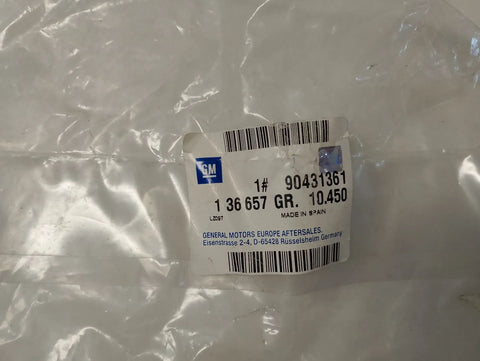 GM
1# 90431361
1 36 657 GR. 10.450
LZ09T MADE IN SPAIN
GENERAL MOTORS EUROPE AFTERSALES.
Eisenstrasse 2-4, D-65428 Rüsselsheim Germany